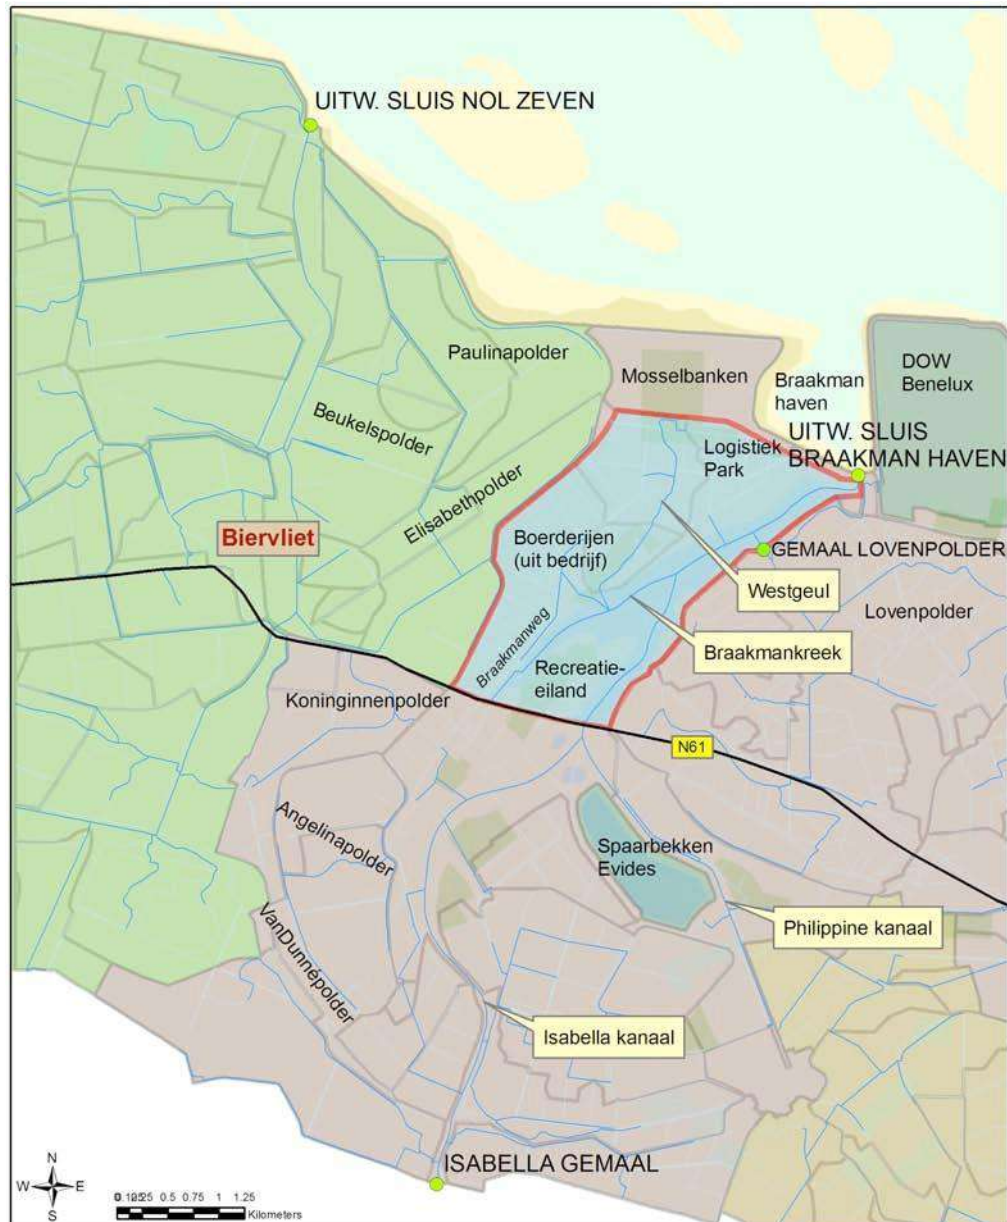 UITW. SLUIS NOL ZEVEN
Paulinapolder
Mosselbanken
Braakman
haven
DOW
Benelux
Beukelspolder
UITW. SLUIS
BRAAKMAN HAVEN
Logistiek
Park
Elisabethpolder
Biervliet
Boerderijen
(uit bedrijf)
GEMAAL LOVENPOLDER
Westgeul
Lovenpolder
Braakmanweg
Braakmankreek
Recreatie-
eiland
Koninginnenpolder
N61
Angelinapolder
Spaarbekken
Evides
VanDunnépolder
Philippine kanaal
Isabella kanaal
ISABELLA GEMAAL
N
W
E
S
0.5 0.75 1 1.25
Kilometers